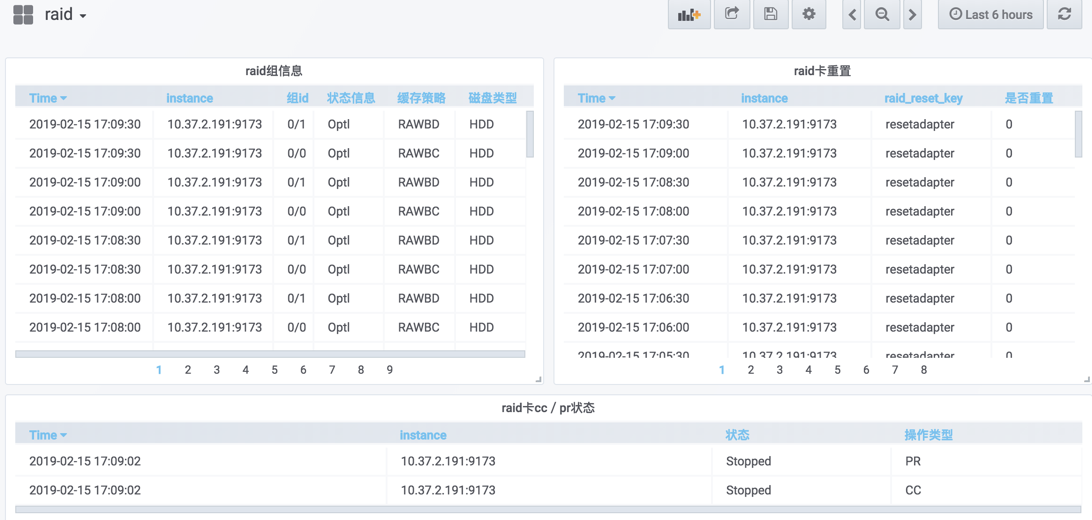 raid
Last 6 hours
raid组信息
Time instance 组id 状态信息 缓存策略 磁盘类型
2019-02-15 17:09:30 10.37.2.191:9173 0/1 Optl RAWBD HDD
2019-02-15 17:09:30 10.37.2.191:9173 0/0 Optl RAWBC HDD
2019-02-15 17:09:00 10.37.2.191:9173 0/1 Optl RAWBD HDD
2019-02-15 17:09:00 10.37.2.191:9173 0/0 Optl RAWBC HDD
2019-02-15 17:08:30 10.37.2.191:9173 0/1 Optl RAWBD HDD
2019-02-15 17:08:30 10.37.2.191:9173 0/0 Optl RAWBC HDD
2019-02-15 17:08:00 10.37.2.191:9173 0/1 Optl RAWBD HDD
2019-02-15 17:08:00 10.37.2.191:9173 0/0 Optl RAWBC HDD
1 2 3 4 5 6 7 8 9
raid卡重置
Time instance raid_reset_key 是否重置
2019-02-15 17:09:30 10.37.2.191:9173 resetadapter 0
2019-02-15 17:09:00 10.37.2.191:9173 resetadapter 0
2019-02-15 17:08:30 10.37.2.191:9173 resetadapter 0
2019-02-15 17:08:00 10.37.2.191:9173 resetadapter 0
2019-02-15 17:07:30 10.37.2.191:9173 resetadapter 0
2019-02-15 17:07:00 10.37.2.191:9173 resetadapter 0
2019-02-15 17:06:30 10.37.2.191:9173 resetadapter 0
2019-02-15 17:06:00 10.37.2.191:9173 resetadapter 0
2019-02-15 17:05:30 10.37.2.191:9173 resetadapter 0
1 2 3 4 5 6 7 8
raid卡cc / pr状态
Time instance 状态 操作类型
2019-02-15 17:09:02 10.37.2.191:9173 Stopped PR
2019-02-15 17:09:02 10.37.2.191:9173 Stopped CC